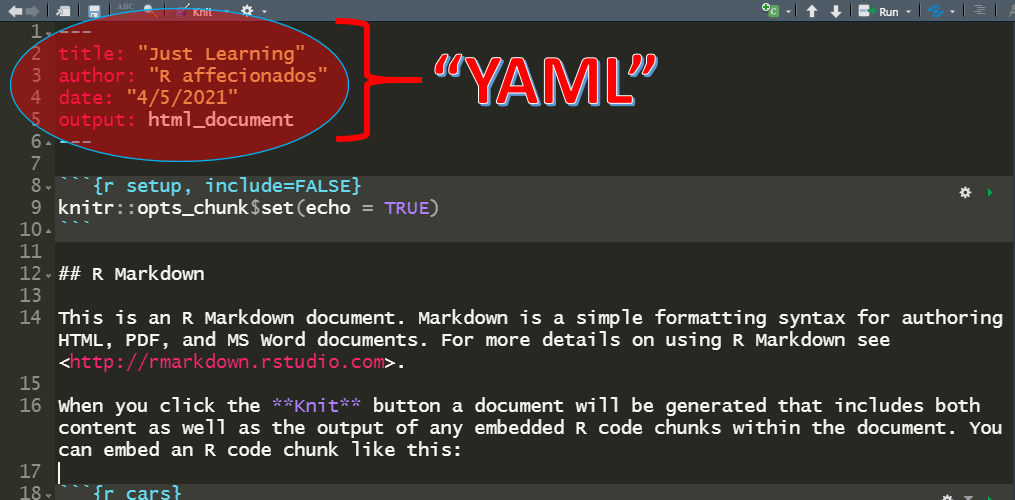 ABC Knit Run
1 ---
2 title: "Just Learning"
3 author: "R affecionados"
4 date: "4/5/2021"
5 output: html_document
6 ---
“YAML”
7
8 ```{r setup, include=FALSE}
9 knitr::opts_chunk$set(echo = TRUE)
10 ```
11
12 ## R Markdown
13
14 This is an R Markdown document. Markdown is a simple formatting syntax for authoring
HTML, PDF, and MS Word documents. For more details on using R Markdown see
<http://rmarkdown.rstudio.com>.
15
16 When you click the **Knit** button a document will be generated that includes both
content as well as the output of any embedded R code chunks within the document. You
can embed an R code chunk like this:
17
18 ```{r cars}